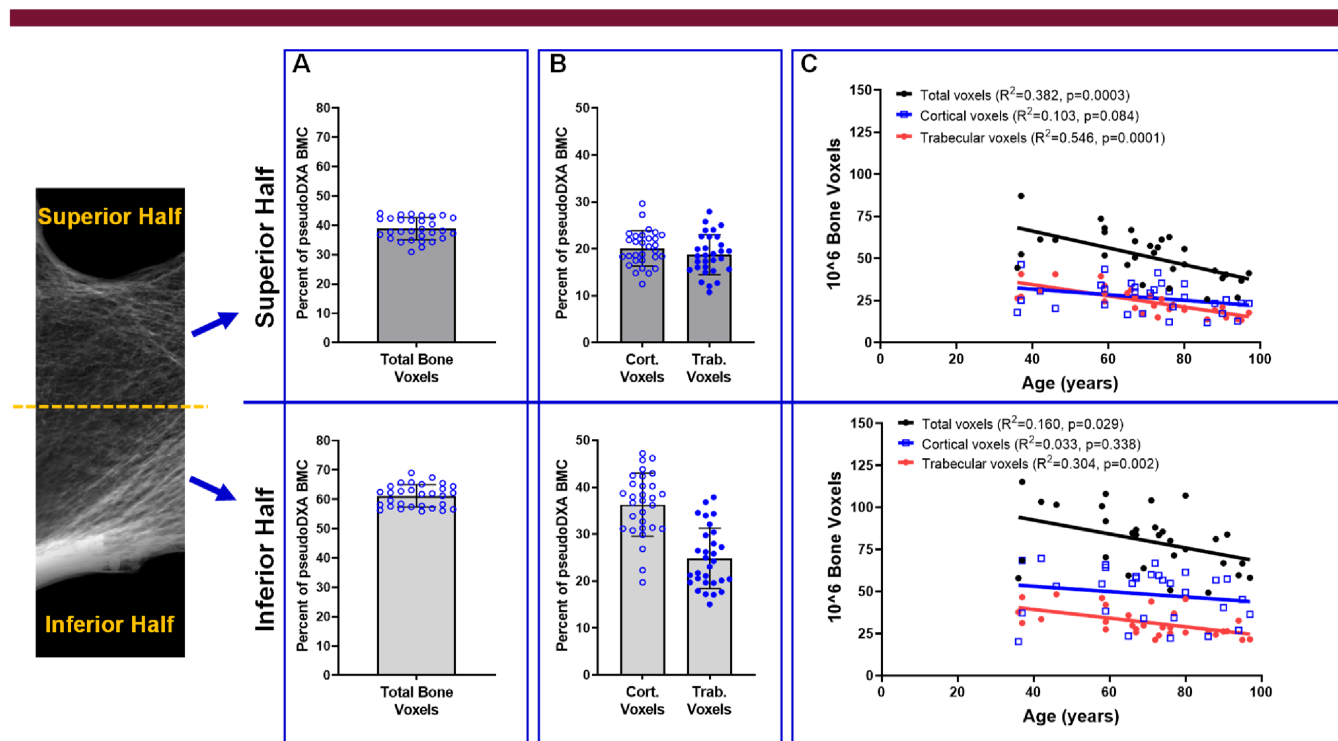 Superior Half
Inferior Half
Superior Half
A
Percent of pseudoDXA BMC
80
70
60
50
40
30
20
10
0
Total Bone
Voxels
B
Percent of pseudoDXA BMC
50
40
30
20
10
0
Cort.
Voxels
Trab.
Voxels
C
10^6 Bone Voxels
150
125
100
75
50
25
0
Total voxels (R²=0.382, p=0.0003)
Cortical voxels (R²=0.103, p=0.084)
Trabecular voxels (R²=0.546, p=0.0001)
0 20 40 60 80 100
Age (years)
Inferior Half
Percent of pseudoDXA BMC
80
70
60
50
40
30
20
10
0
Total Bone
Voxels
Percent of pseudoDXA BMC
50
40
30
20
10
0
Cort.
Voxels
Trab.
Voxels
10^6 Bone Voxels
150
125
100
75
50
25
0
Total voxels (R²=0.160, p=0.029)
Cortical voxels (R²=0.033, p=0.338)
Trabecular voxels (R²=0.304, p=0.002)
0 20 40 60 80 100
Age (years)